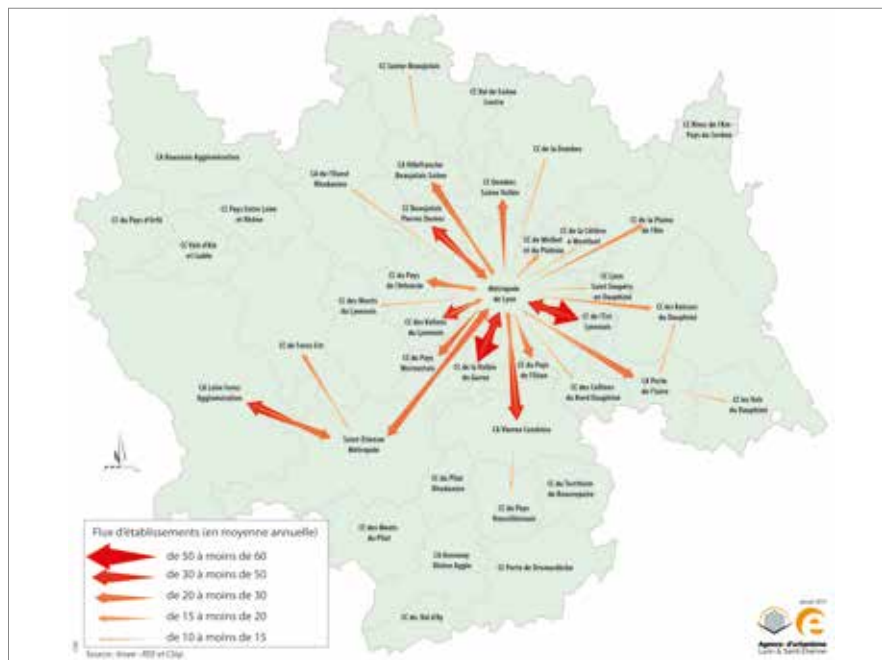 CC Saône-Beaujolais
CC Val de Saône
Centre
CC Rives de l'Ain-
Pays du Cerdon
CA Roannais Agglomération
CA de l'Ouest
Rhodanien
CA Villefranche
Beaujolais Saône
CC de la Dombes
CC Dombes
Saône Vallée
CC Pays Entre Loire
et Rhône
CC du Pays d'Urfé
CC Vals d'Aix
et Isable
CC Beaujolais
Pierres Dorées
CC de Miribel
et du Plateau
CC de la Côtière
à Montluel
CC de la Plaine
de l'Ain
CC du Pays
de l'Arbresle
Métropole
de Lyon
CC Lyon
Saint Exupéry
en Dauphiné
CC des Monts
du Lyonnais
CC des Vallons
du Lyonnais
CC de l'Est
Lyonnais
CC des Balcons
du Dauphiné
CC de Forez-Est
CC du Pays
Mornantais
CC de la Vallée
du Garon
CC du Pays
de l'Ozon
CC des Collines
du Nord Dauphiné
CA Porte
de l'Isère
CC les Vals
du Dauphiné
CA Loire Forez
Agglomération
Saint-Etienne
Métropole
CA Vienne Condrieu
CC du Pilat
Rhodanien
CC du Territoire
de Beaurepaire
CC du Pays
Roussillonnais
CC des Monts
du Pilat
CA Annonay
Rhône Agglo
CC Porte de DrômArdèche
CC du Val d'Ay
Flux d'établissements (en moyenne annuelle)
de 50 à moins de 60
de 30 à moins de 50
de 20 à moins de 30
de 15 à moins de 20
de 10 à moins de 15
Source: Insee - REE et Clap
Agence d'urbanisme
Lyon & Saint-Etienne